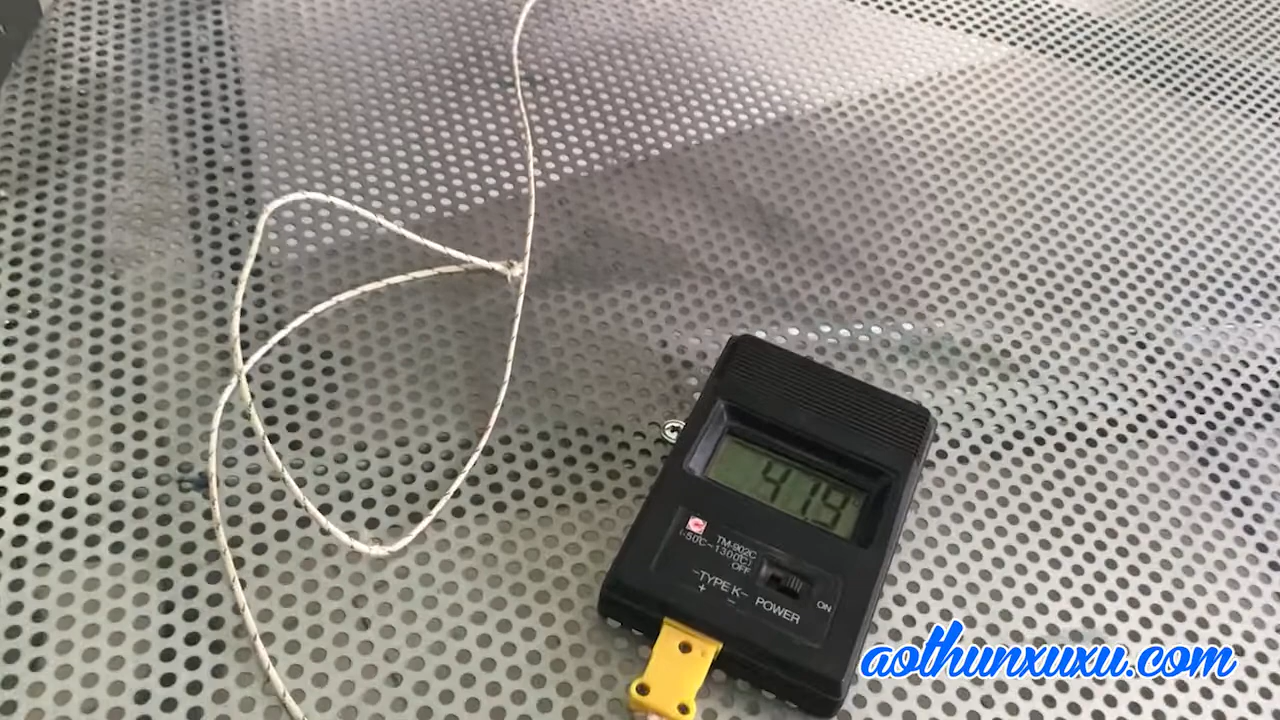 41.9
TM-902C
(-50℃~1300℃)
OFF
ON
-TYPE K-
+ -
POWER
aothunxuxu.com